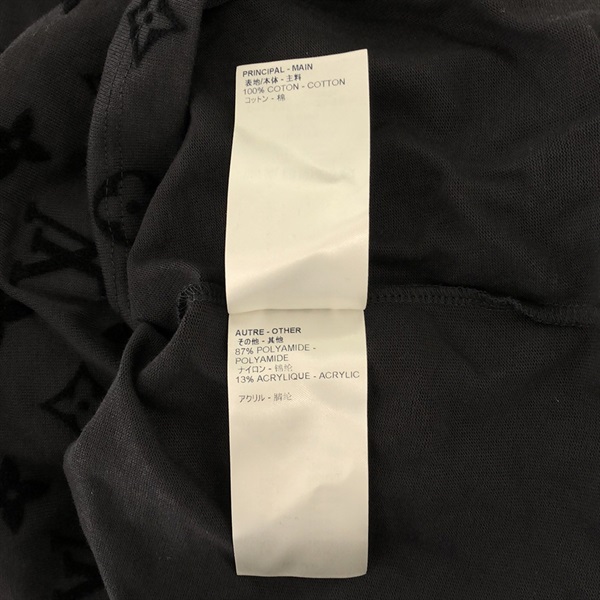 PRINCIPAL - MAIN
表地/本体 - 主料
100% COTON - COTTON
コットン - 棉
LV
AUTRE - OTHER
その他 - 其他
87% POLYAMIDE -
POLYAMIDE
ナイロン - 锦纶
13% ACRYLIQUE - ACRYLIC
アクリル - 腈纶